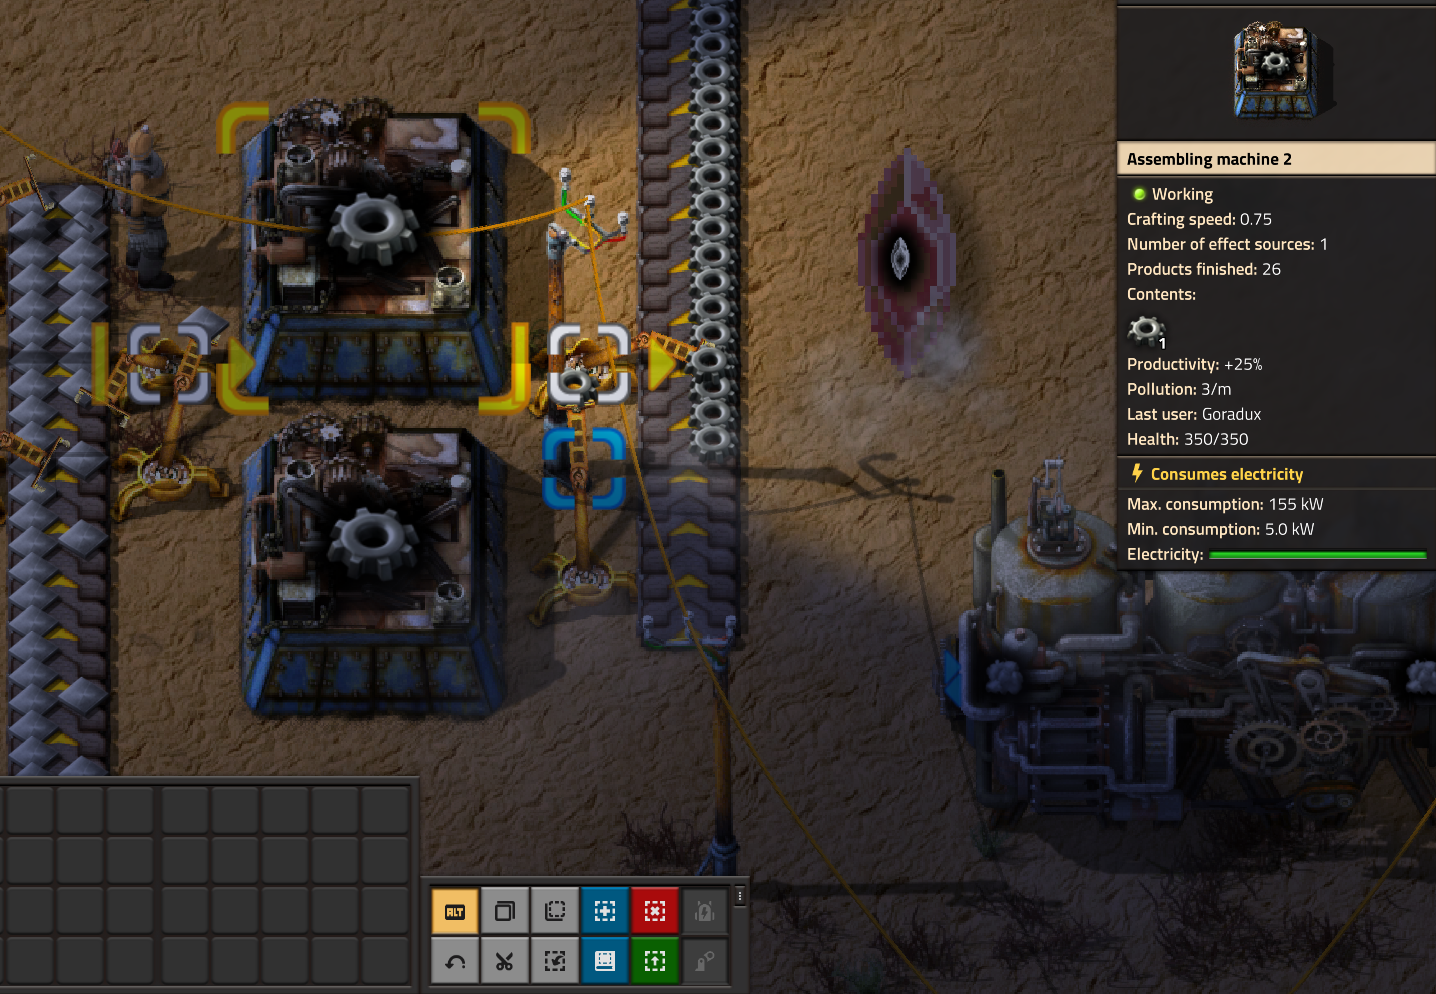 Assembling machine 2
Working
Crafting speed: 0.75
Number of effect sources: 1
Products finished: 26
Contents:
1
Productivity: +25%
Pollution: 3/m
Last user: Goradux
Health: 350/350
Consumes electricity
Max. consumption: 155 kW
Min. consumption: 5.0 kW
Electricity:
ALT